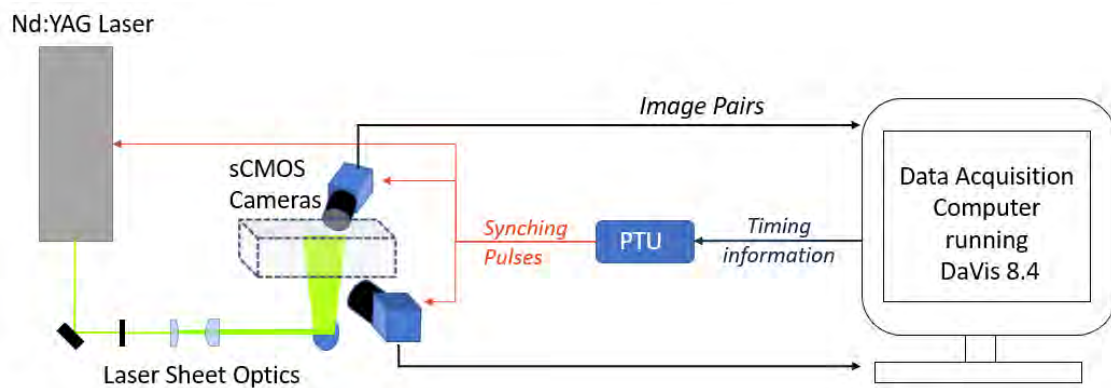 Nd:YAG Laser
Image Pairs
sCMOS
Cameras
Synching
Pulses
PTU
Timing
information
Data Acquisition
Computer
running
DaVis 8.4
Laser Sheet Optics